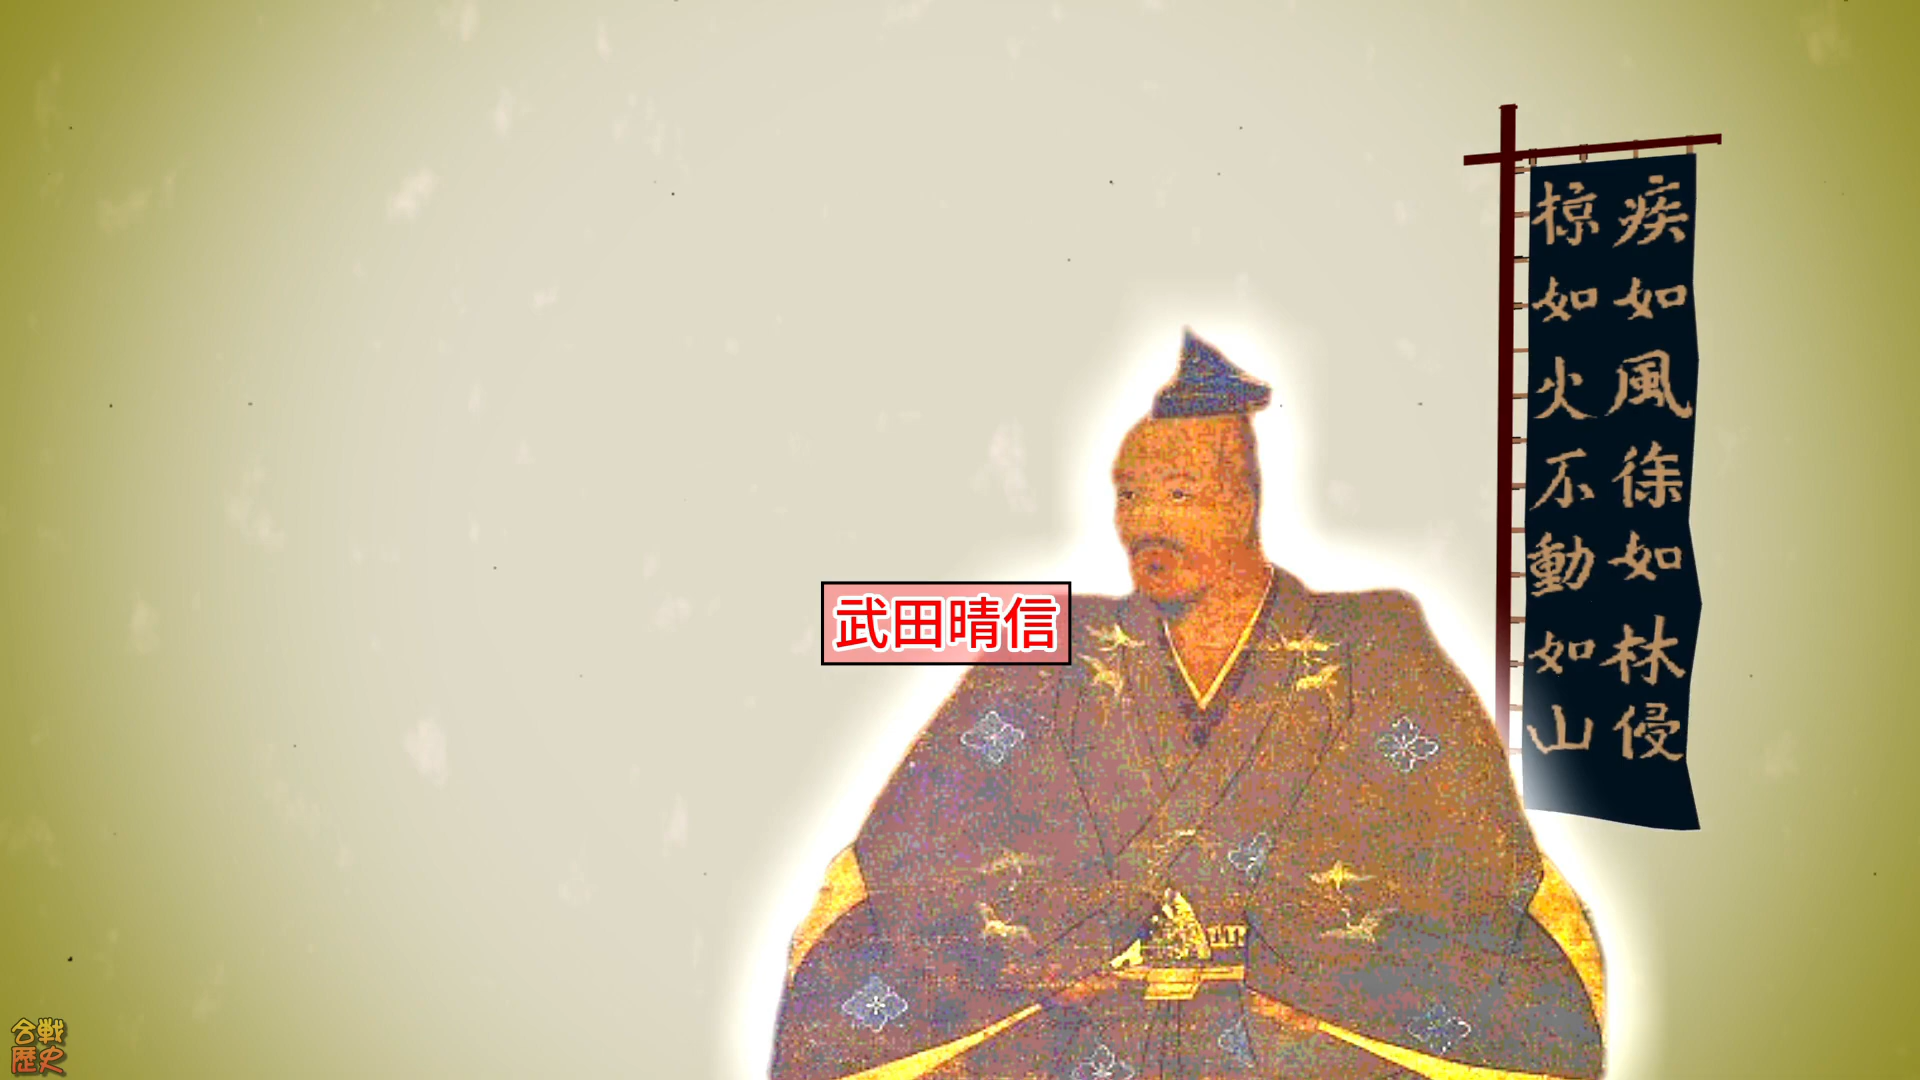 疾如風徐如林侵
掠如火不動如山
武田晴信
合戦
歴史